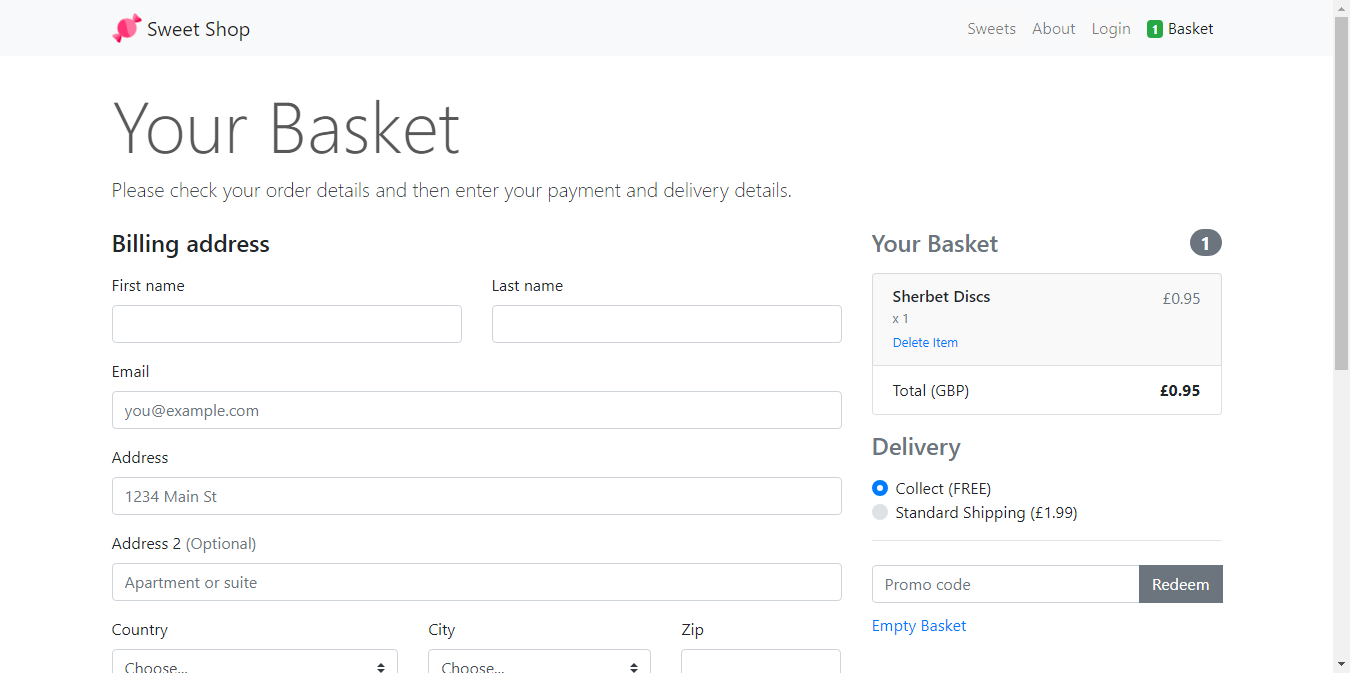 Sweet Shop
Sweets About Login 1 Basket
Your Basket
Please check your order details and then enter your payment and delivery details.
Billing address
First name Last name
Email
you@example.com
Address
1234 Main St
Address 2 (Optional)
Apartment or suite
Country City Zip
Choose... Choose...
Your Basket 1
Sherbet Discs £0.95
x 1
Delete Item
Total (GBP) £0.95
Delivery
Collect (FREE)
Standard Shipping (£1.99)
Promo code Redeem
Empty Basket